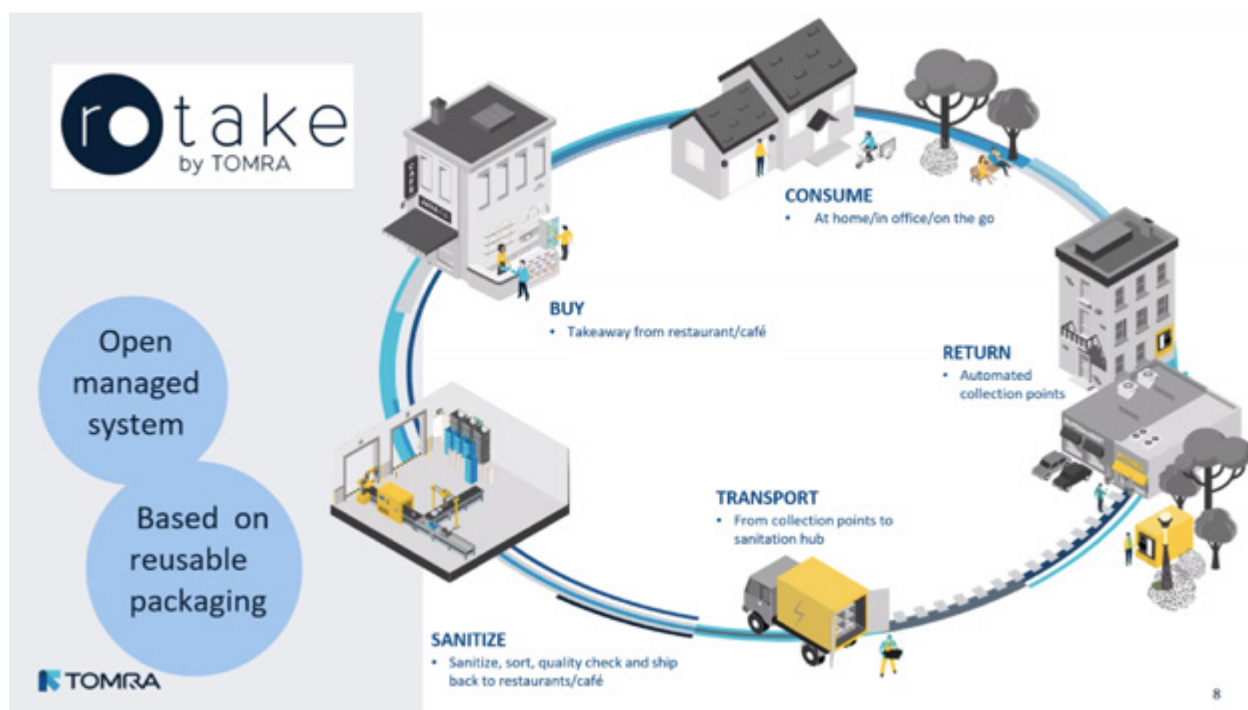 rotake
by TOMRA
Open
managed
system
Based on
reusable
packaging
TOMRA
CAFE
BUY
• Takeaway from restaurant/café
CONSUME
• At home/in office/on the go
RETURN
• Automated
collection points
TRANSPORT
• From collection points to
sanitation hub
SANITIZE
• Sanitize, sort, quality check and ship
back to restaurants/café
8